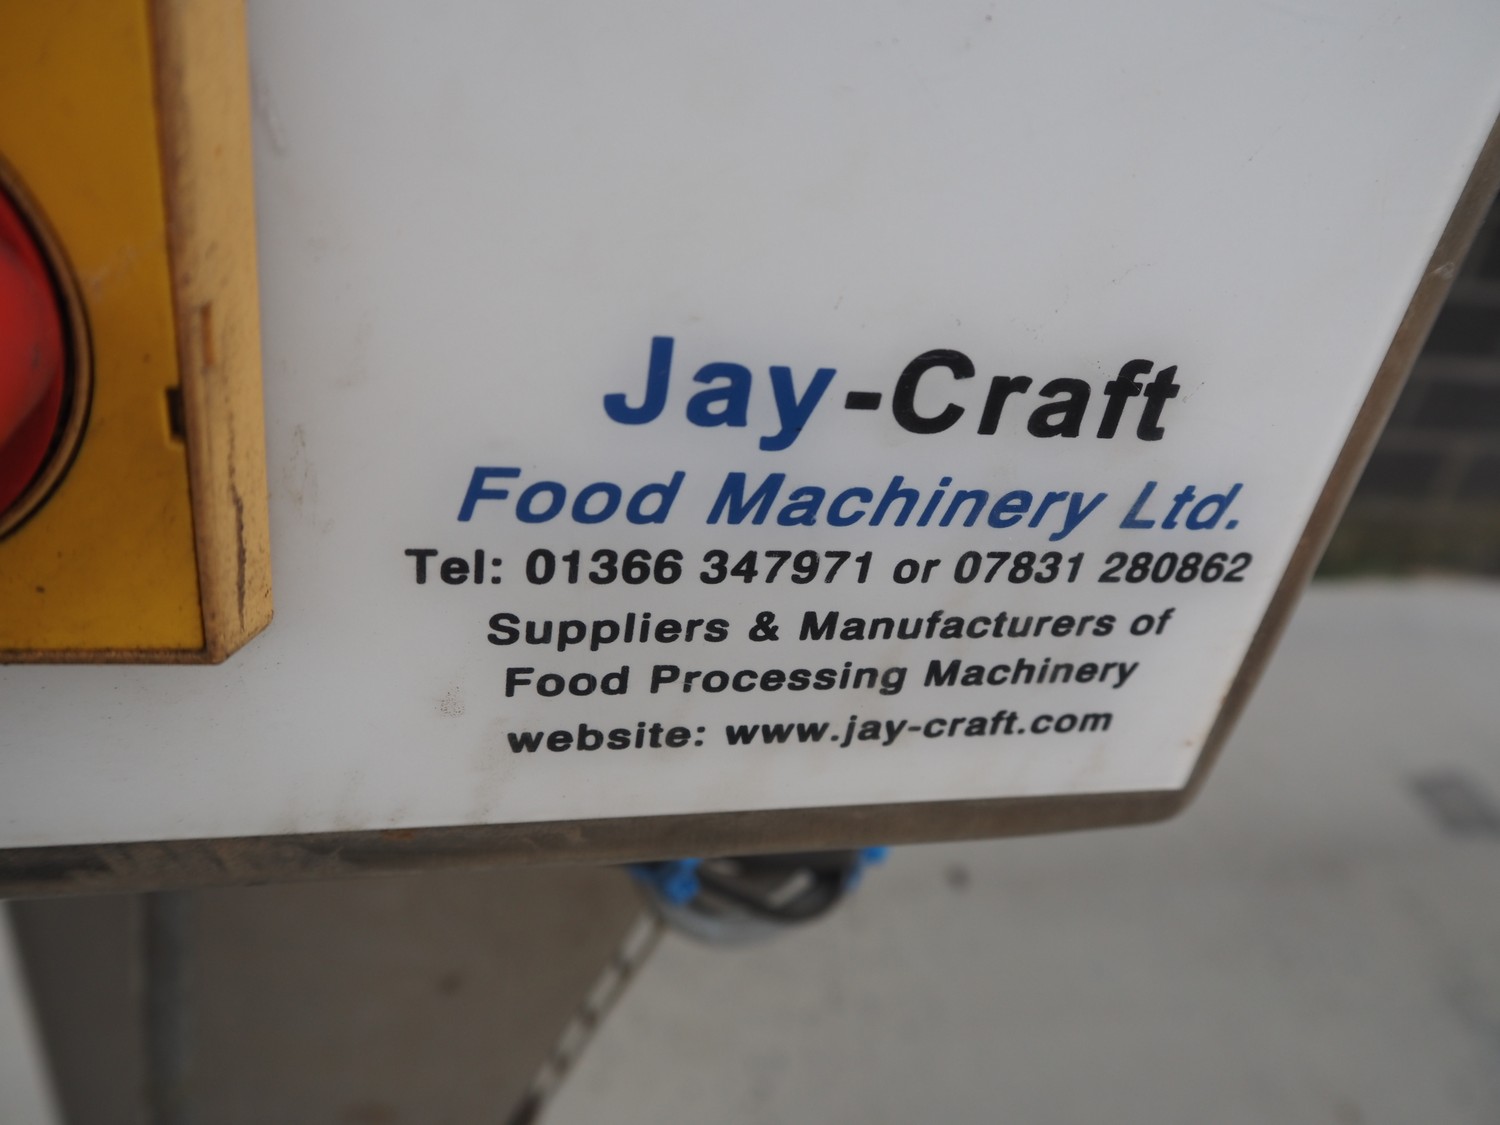 Jay-Craft
Food Machinery Ltd.
Tel: 01366 347971 or 07831 280862
Suppliers & Manufacturers of
Food Processing Machinery
website: www.jay-craft.com